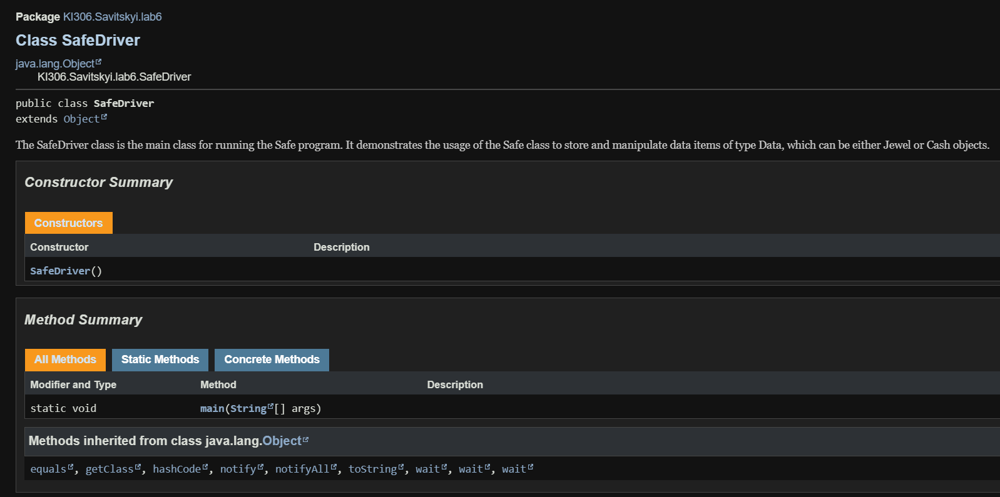 Package KI306.Savitskyi.lab6
Class SafeDriver
java.lang.Object
KI306.Savitskyi.lab6.SafeDriver
public class SafeDriver
extends Object
The SafeDriver class is the main class for running the Safe program. It demonstrates the usage of the Safe class to store and manipulate data items of type Data, which can be either Jewel or Cash objects.
Constructor Summary
Constructors
Constructor Description
SafeDriver()
Method Summary
All Methods Static Methods Concrete Methods
Modifier and Type Method Description
static void main(String[] args)
Methods inherited from class java.lang.Object
equals, getClass, hashCode, notify, notifyAll, toString, wait, wait, wait